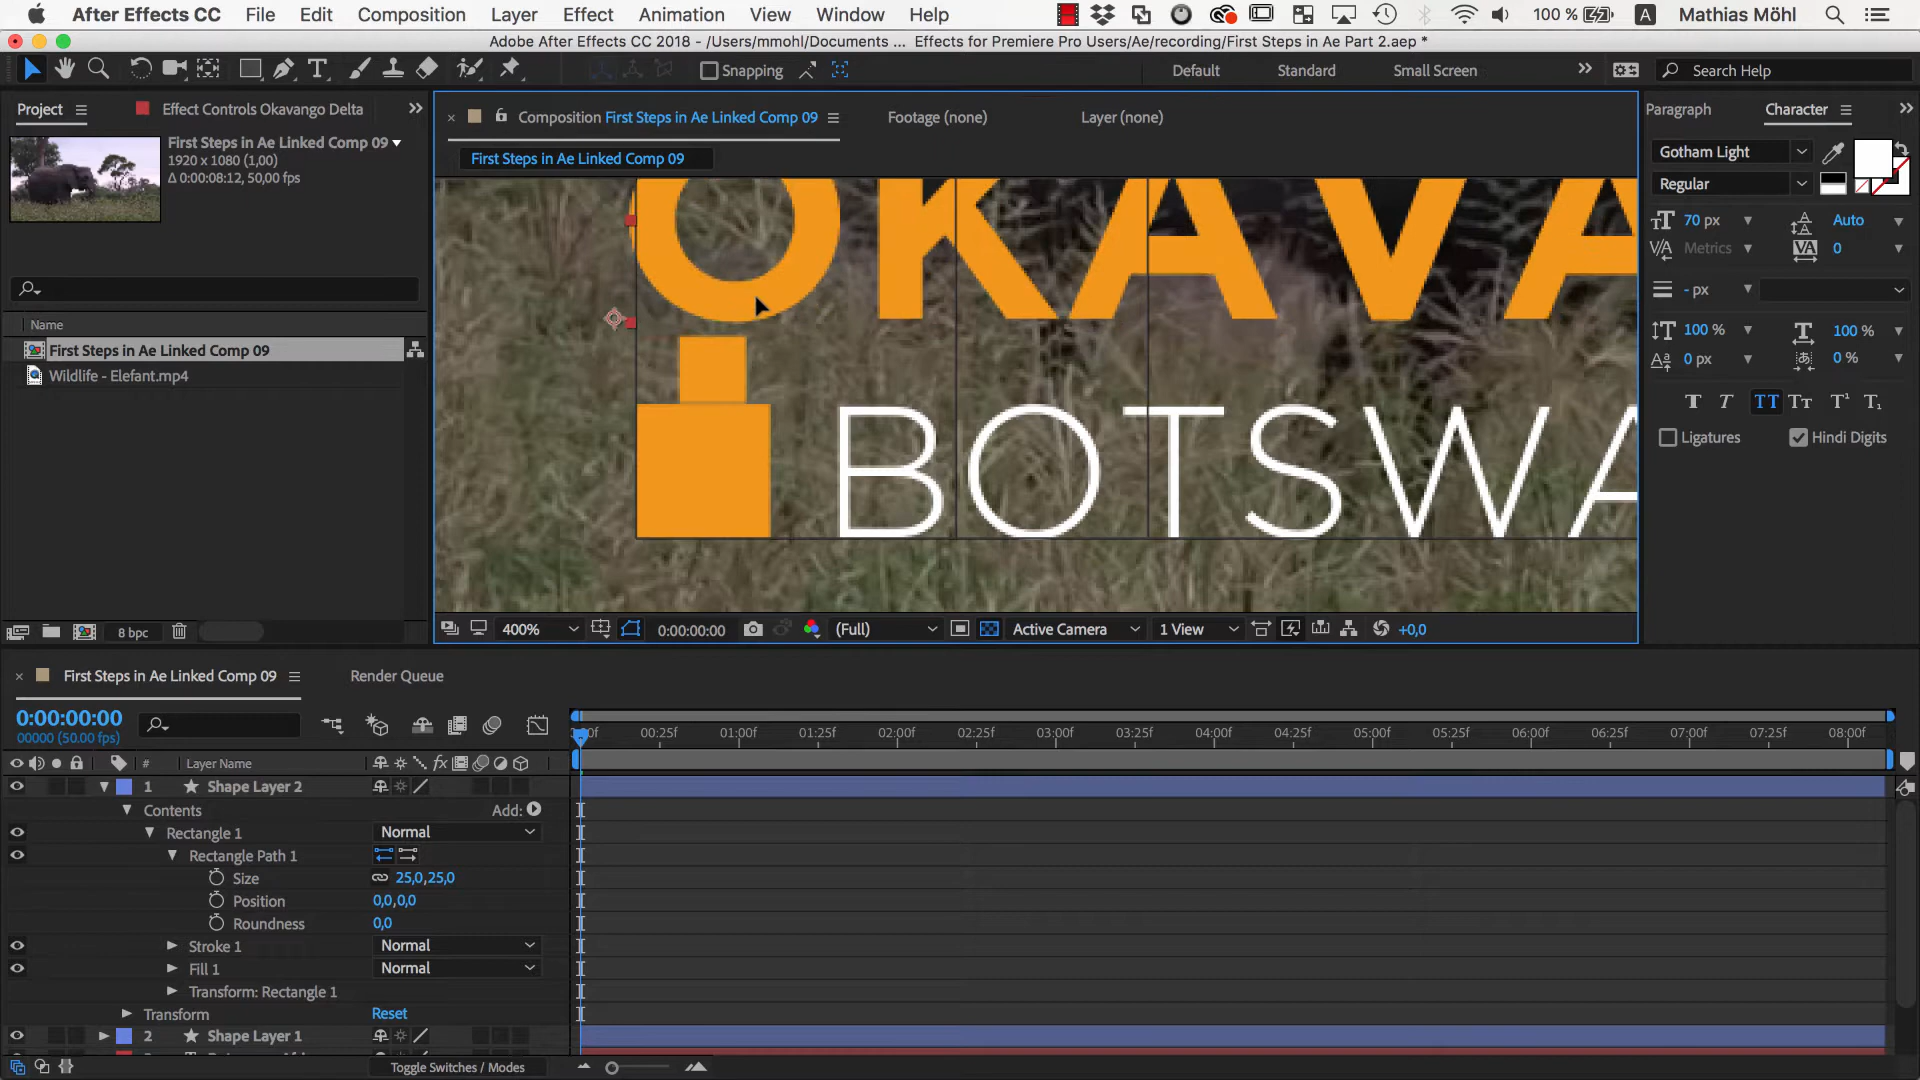 After Effects CC File Edit Composition Layer Effect Animation View Window Help 100 % A Mathias Möhl
Adobe After Effects CC 2018 - /Users/mmohl/Documents ... Effects for Premiere Pro Users/Ae/recording/First Steps in Ae Part 2.aep *
Snapping Default Standard Small Screen Search Help
Project Effect Controls Okavango Delta
First Steps in Ae Linked Comp 09
1920 x 1080 (1,00)
Δ 0:00:08:12, 50,00 fps
Name
First Steps in Ae Linked Comp 09
Wildlife - Elefant.mp4
8 bpc
Composition First Steps in Ae Linked Comp 09 Footage (none) Layer (none)
First Steps in Ae Linked Comp 09
OKAVA
BOTSWA
400% 0:00:00:00 (Full) Active Camera 1 View +0,0
Paragraph Character
Gotham Light
Regular
70 px Auto
Metrics 0
- px
100 % 100 %
0 px 0 %
T T TT Tт T¹ T₁
Ligatures Hindi Digits
First Steps in Ae Linked Comp 09 Render Queue
0:00:00:00
00000 (50.00 fps)
00f 00:25f 01:00f 01:25f 02:00f 02:25f 03:00f 03:25f 04:00f 04:25f 05:00f 05:25f 06:00f 06:25f 07:00f 07:25f 08:00f
# Layer Name fx
1 Shape Layer 2
Contents Add:
Rectangle 1 Normal
Rectangle Path 1
Size 25,0,25,0
Position 0,0,0,0
Roundness 0,0
Stroke 1 Normal
Fill 1 Normal
Transform: Rectangle 1
Transform Reset
2 Shape Layer 1
Toggle Switches / Modes